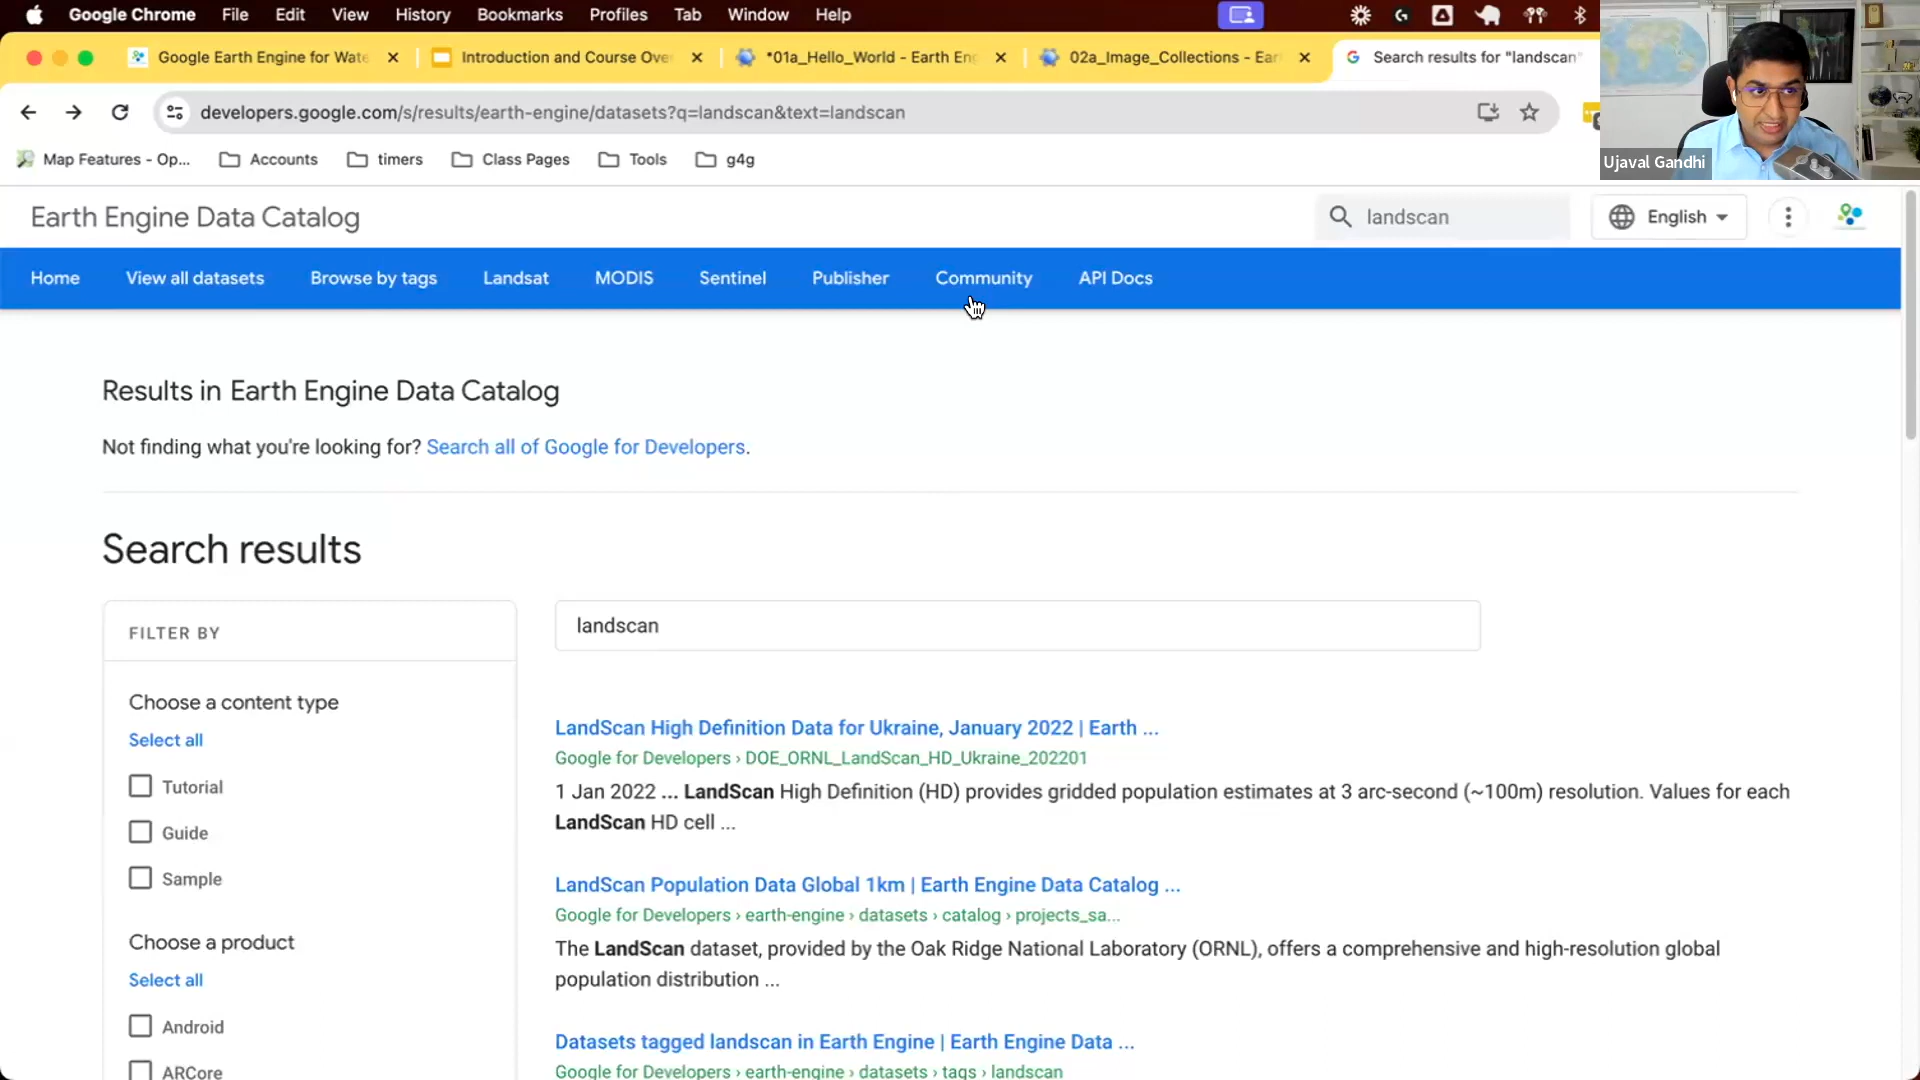 Google Chrome File Edit View History Bookmarks Profiles Tab Window Help
Google Earth Engine for Wate
Introduction and Course Ove
*01a_Hello_World - Earth Eng
02a_Image_Collections - Ear
Search results for "landscan"
developers.google.com/s/results/earth-engine/datasets?q=landscan&text=landscan
Map Features - Op... Accounts timers Class Pages Tools g4g
Ujaval Gandhi
Earth Engine Data Catalog
landscan
English
Home View all datasets Browse by tags Landsat MODIS Sentinel Publisher Community API Docs
Results in Earth Engine Data Catalog
Not finding what you're looking for? Search all of Google for Developers.
Search results
FILTER BY
Choose a content type
Select all
Tutorial
Guide
Sample
Choose a product
Select all
Android
ARCore
landscan
LandScan High Definition Data for Ukraine, January 2022 | Earth ...
Google for Developers › DOE_ORNL_LandScan_HD_Ukraine_202201
1 Jan 2022 ... LandScan High Definition (HD) provides gridded population estimates at 3 arc-second (~100m) resolution. Values for each
LandScan HD cell ...
LandScan Population Data Global 1km | Earth Engine Data Catalog ...
Google for Developers › earth-engine › datasets › catalog › projects_sa...
The LandScan dataset, provided by the Oak Ridge National Laboratory (ORNL), offers a comprehensive and high-resolution global
population distribution ...
Datasets tagged landscan in Earth Engine | Earth Engine Data ...
Google for Developers › earth-engine › datasets › tags › landscan